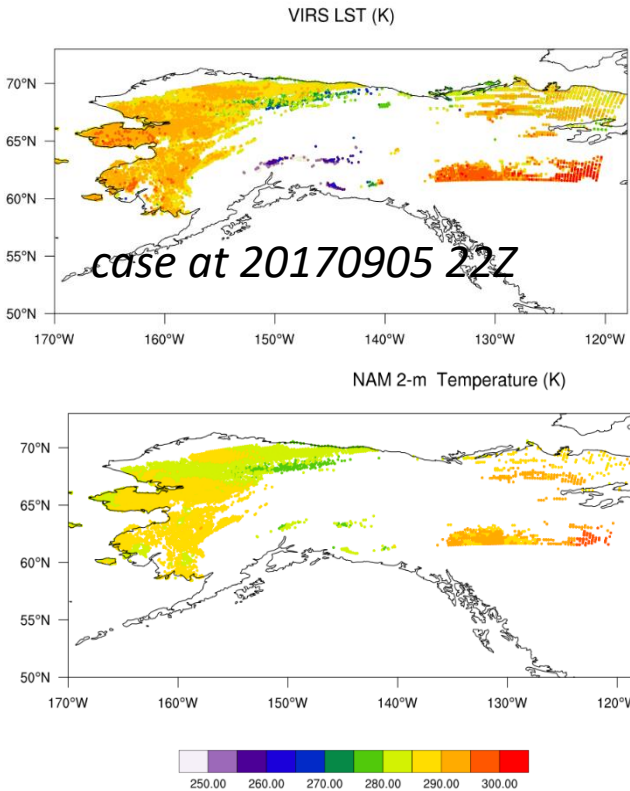 VIRS LST (K)
70°N
65°N
60°N
55°N
50°N
case at 20170905 22Z
170°W 160°W 150°W 140°W 130°W 120°W
NAM 2-m Temperature (K)
70°N
65°N
60°N
55°N
50°N
170°W 160°W 150°W 140°W 130°W 120°W
250.00 260.00 270.00 280.00 290.00 300.00